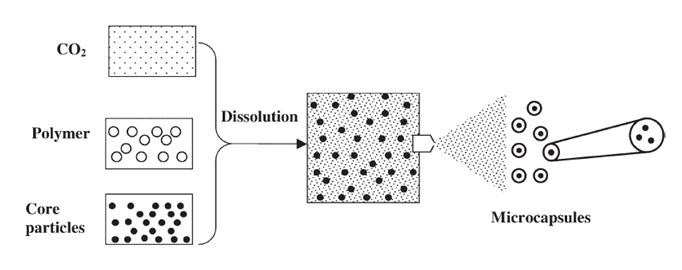 CO₂
Polymer
Core
particles
Dissolution
Microcapsules